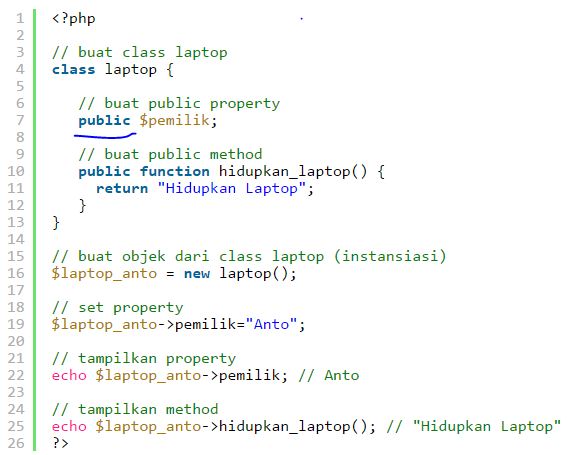 1 <?php
2
3 // buat class laptop
4 class laptop {
5
6 // buat public property
7 public $pemilik;
8
9 // buat public method
10 public function hidupkan_laptop() {
11 return "Hidupkan Laptop";
12 }
13 }
14
15 // buat objek dari class laptop (instansiasi)
16 $laptop_anto = new laptop();
17
18 // set property
19 $laptop_anto->pemilik="Anto";
20
21 // tampilkan property
22 echo $laptop_anto->pemilik; // Anto
23
24 // tampilkan method
25 echo $laptop_anto->hidupkan_laptop(); // "Hidupkan Laptop"
26 ?>